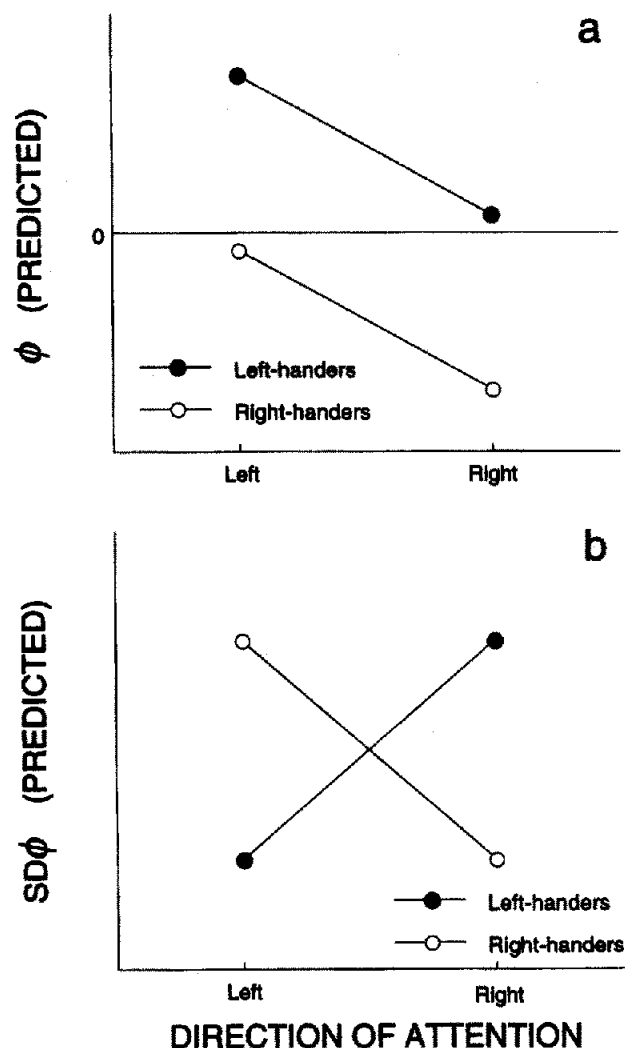 a
ϕ (PREDICTED)
0
Left-handers
Right-handers
Left
Right
b
SDϕ (PREDICTED)
Left-handers
Right-handers
Left
Right
DIRECTION OF ATTENTION